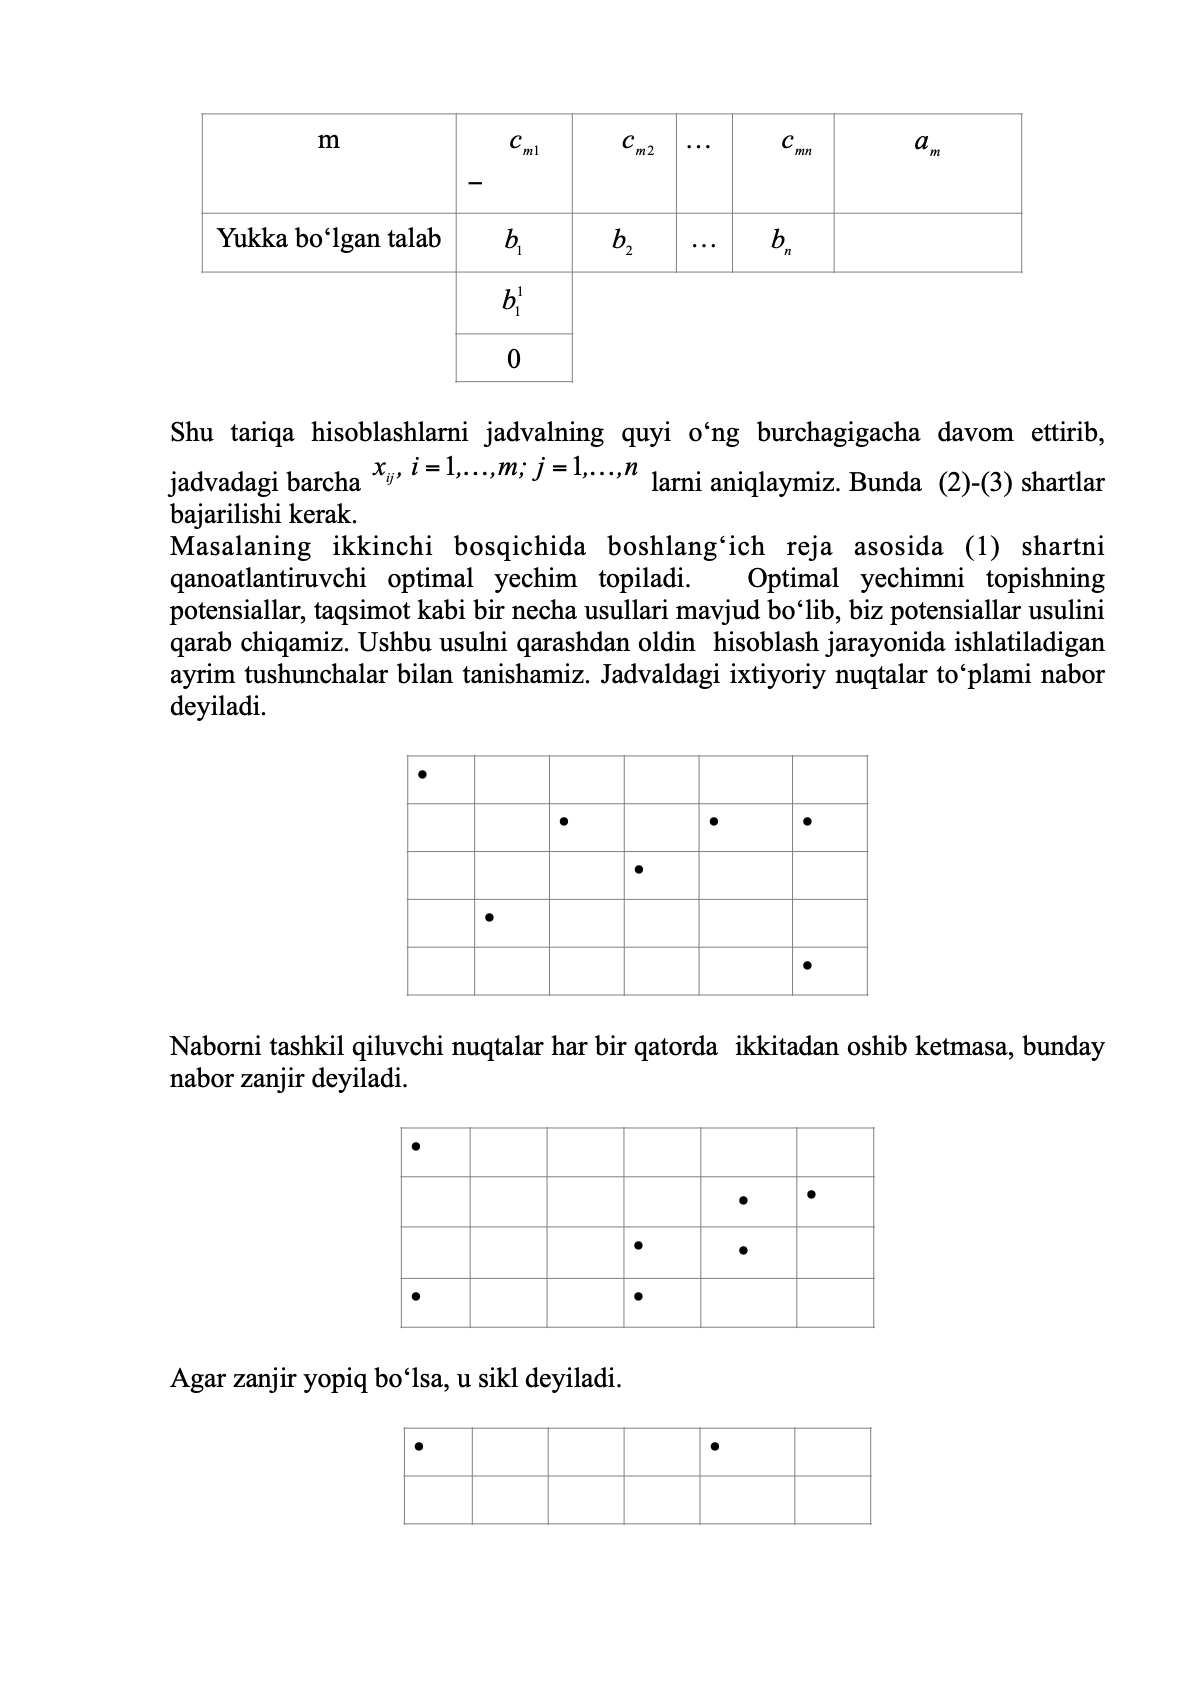 m c_{m1} c_{m2} … c_{mn} a_m
–
Yukka bo‘lgan talab b_1 b_2 … b_n
b_1^1
0
Shu tariqa hisoblashlarni jadvalning quyi o‘ng burchagigacha davom ettirib,
jadvadagi barcha x_{ij}, i = 1,…,m; j = 1,…,n larni aniqlaymiz. Bunda (2)-(3) shartlar
bajarilishi kerak.
Masalaning ikkinchi bosqichida boshlang‘ich reja asosida (1) shartni
qanoatlantiruvchi optimal yechim topiladi. Optimal yechimni topishning
potensiallar, taqsimot kabi bir necha usullari mavjud bo‘lib, biz potensiallar usulini
qarab chiqamiz. Ushbu usulni qarashdan oldin hisoblash jarayonida ishlatiladigan
ayrim tushunchalar bilan tanishamiz. Jadvaldagi ixtiyoriy nuqtalar to‘plami nabor
deyiladi.
•
• • •
•
•
•
Naborni tashkil qiluvchi nuqtalar har bir qatorda ikkitadan oshib ketmasa, bunday
nabor zanjir deyiladi.
•
• •
• •
• •
Agar zanjir yopiq bo‘lsa, u sikl deyiladi.
• •